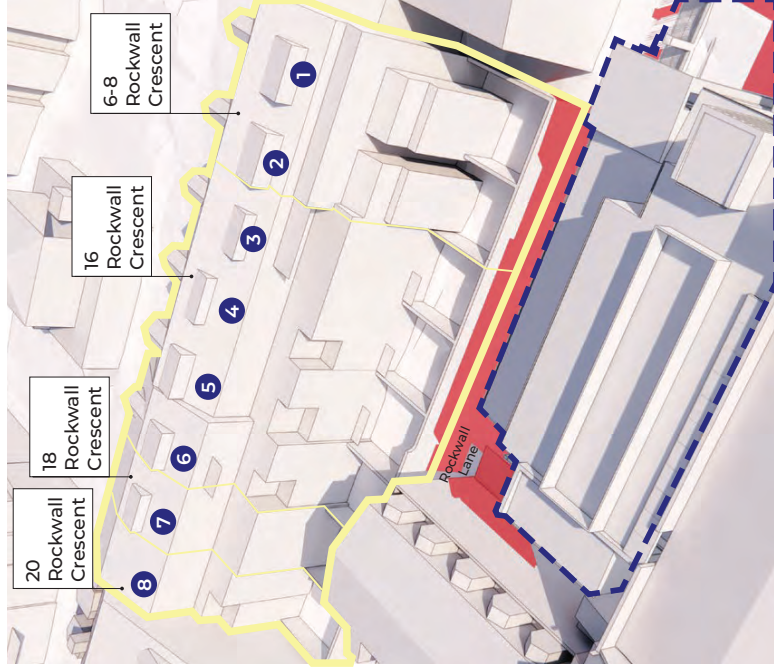 20
Rockwall
Crescent
18
Rockwall
Crescent
16
Rockwall
Crescent
6-8
Rockwall
Crescent
1
2
3
4
5
6
7
8
Rockwall
Lane